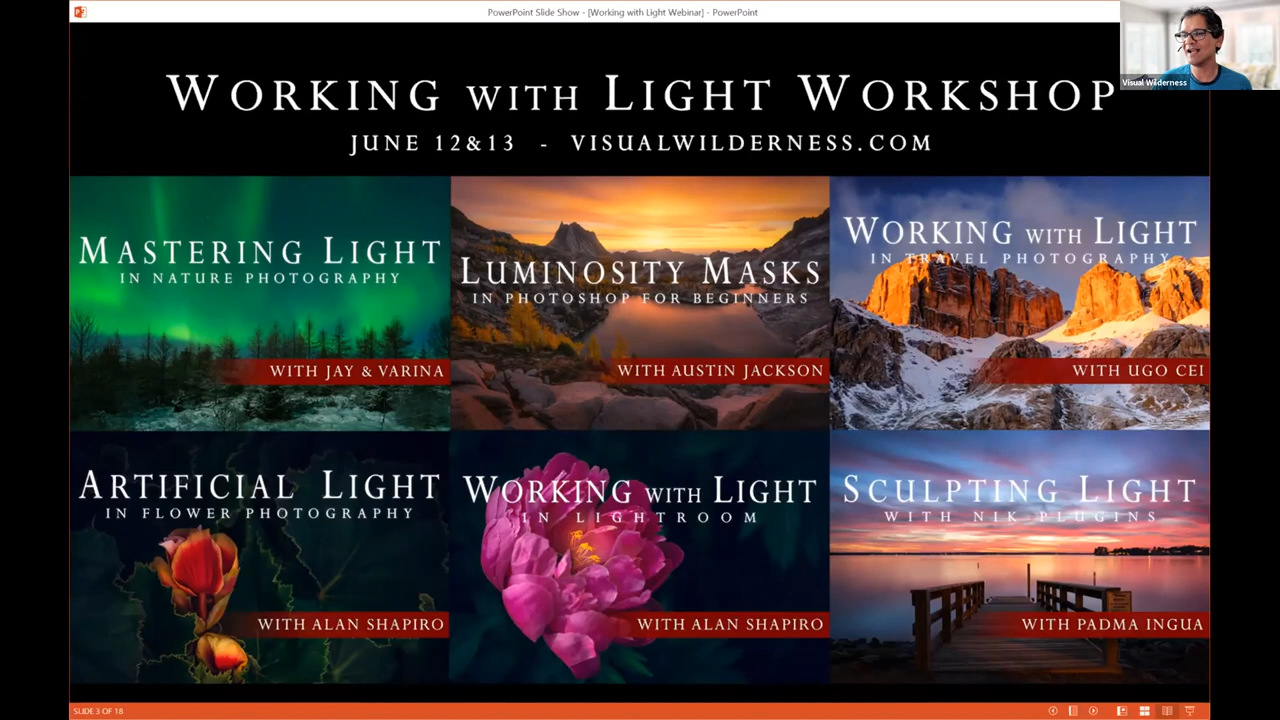 PowerPoint Slide Show - [Working with Light Webinar] - PowerPoint
Visual Wilderness
WORKING WITH LIGHT WORKSHOP
JUNE 12&13 - VISUALWILDERNESS.COM
MASTERING LIGHT
IN NATURE PHOTOGRAPHY
WITH JAY & VARINA
LUMINOSITY MASKS
IN PHOTOSHOP FOR BEGINNERS
WITH AUSTIN JACKSON
WORKING WITH LIGHT
IN TRAVEL PHOTOGRAPHY
WITH UGO CEI
ARTIFICIAL LIGHT
IN FLOWER PHOTOGRAPHY
WITH ALAN SHAPIRO
WORKING WITH LIGHT
IN LIGHTROOM
WITH ALAN SHAPIRO
SCULPTING LIGHT
WITH NIK PLUGINS
WITH PADMA INGUA
SLIDE 3 OF 18